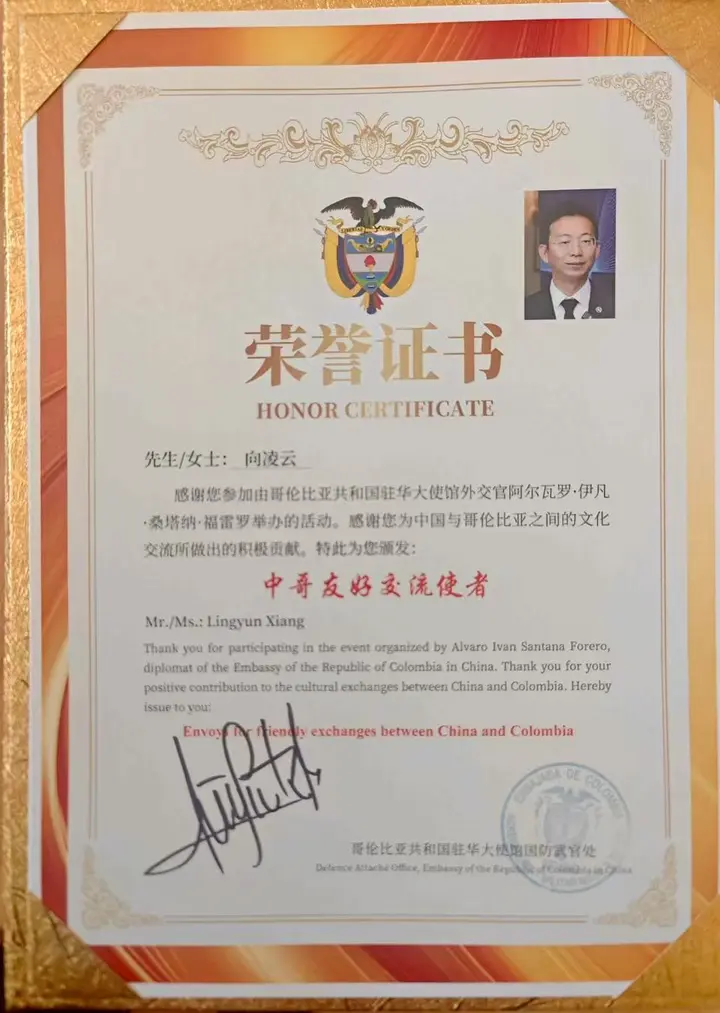 LIBERTAD Y ORDEN
荣誉证书
HONOR CERTIFICATE
先生/女士： 向凌云
感谢您参加由哥伦比亚共和国驻华大使馆外交官阿尔瓦罗·伊凡
·桑塔纳·福雷罗举办的活动。感谢您为中国与哥伦比亚之间的文化
交流所做出的积极贡献。特此为您颁发：
中哥友好交流使者
Mr./Ms.: Lingyun Xiang
Thank you for participating in the event organized by Alvaro Ivan Santana Forero,
diplomat of the Embassy of the Republic of Colombia in China. Thank you for your
positive contribution to the cultural exchanges between China and Colombia. Hereby
issue to you:
Envoys for friendly exchanges between China and Colombia
EMBAJADA DE COLOMBIA
哥伦比亚共和国驻华大使馆国防武官处
Defence Attaché Office, Embassy of the Republic of Colombia in China